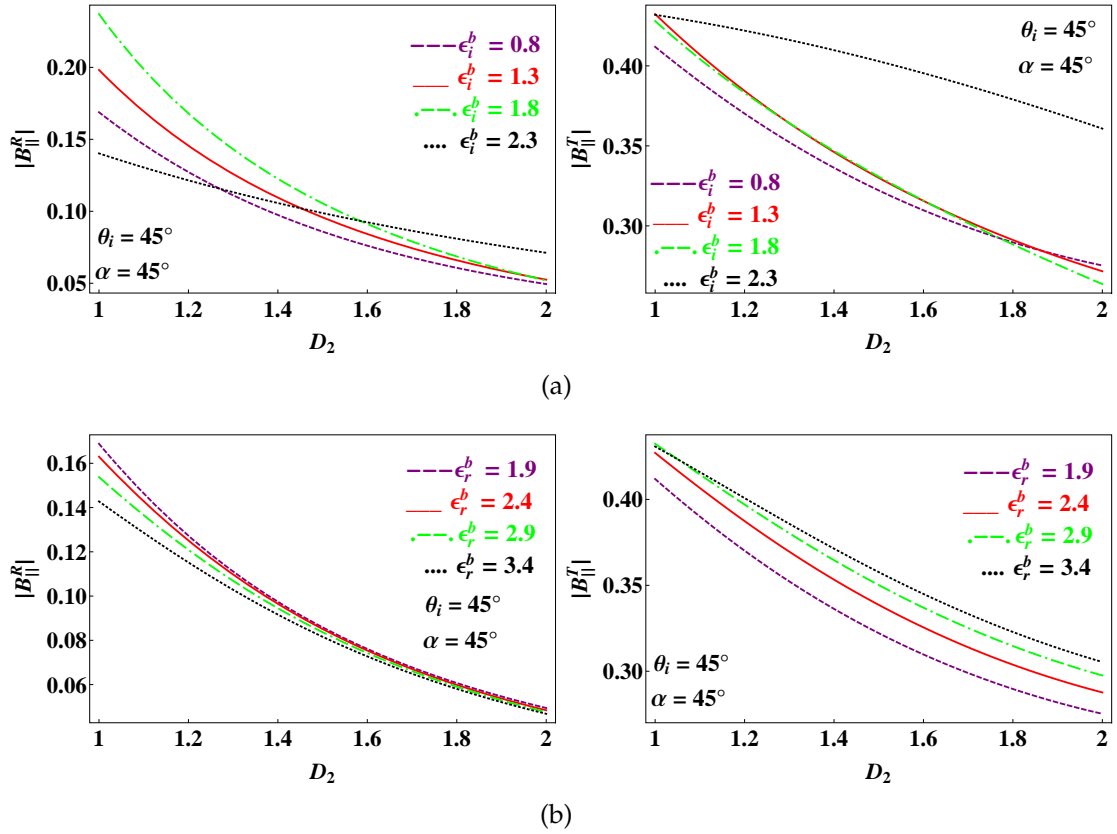 |B_{||}^{R}|
0.20
0.15
0.10
0.05
1
1.2
1.4
1.6
1.8
2
D₂
ϵ_i^b = 0.8
ϵ_i^b = 1.3
ϵ_i^b = 1.8
ϵ_i^b = 2.3
θ_i = 45°
α = 45°
|B_{||}^{T}|
0.40
0.35
0.30
1
1.2
1.4
1.6
1.8
2
D₂
θ_i = 45°
α = 45°
ϵ_i^b = 0.8
ϵ_i^b = 1.3
ϵ_i^b = 1.8
ϵ_i^b = 2.3
(a)
|B_{||}^{R}|
0.16
0.14
0.12
0.10
0.08
0.06
1
1.2
1.4
1.6
1.8
2
D₂
ϵ_r^b = 1.9
ϵ_r^b = 2.4
ϵ_r^b = 2.9
ϵ_r^b = 3.4
θ_i = 45°
α = 45°
|B_{||}^{T}|
0.40
0.35
0.30
1
1.2
1.4
1.6
1.8
2
D₂
ϵ_r^b = 1.9
ϵ_r^b = 2.4
ϵ_r^b = 2.9
ϵ_r^b = 3.4
θ_i = 45°
α = 45°
(b)